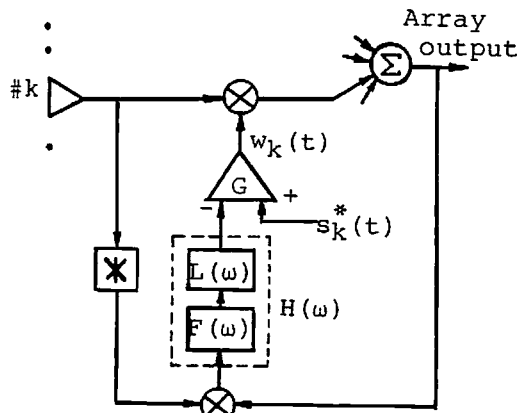 Array
output
#k
Σ
w_k(t)
G
- +
s_k^*(t)
*
L(ω)
H(ω)
F(ω)